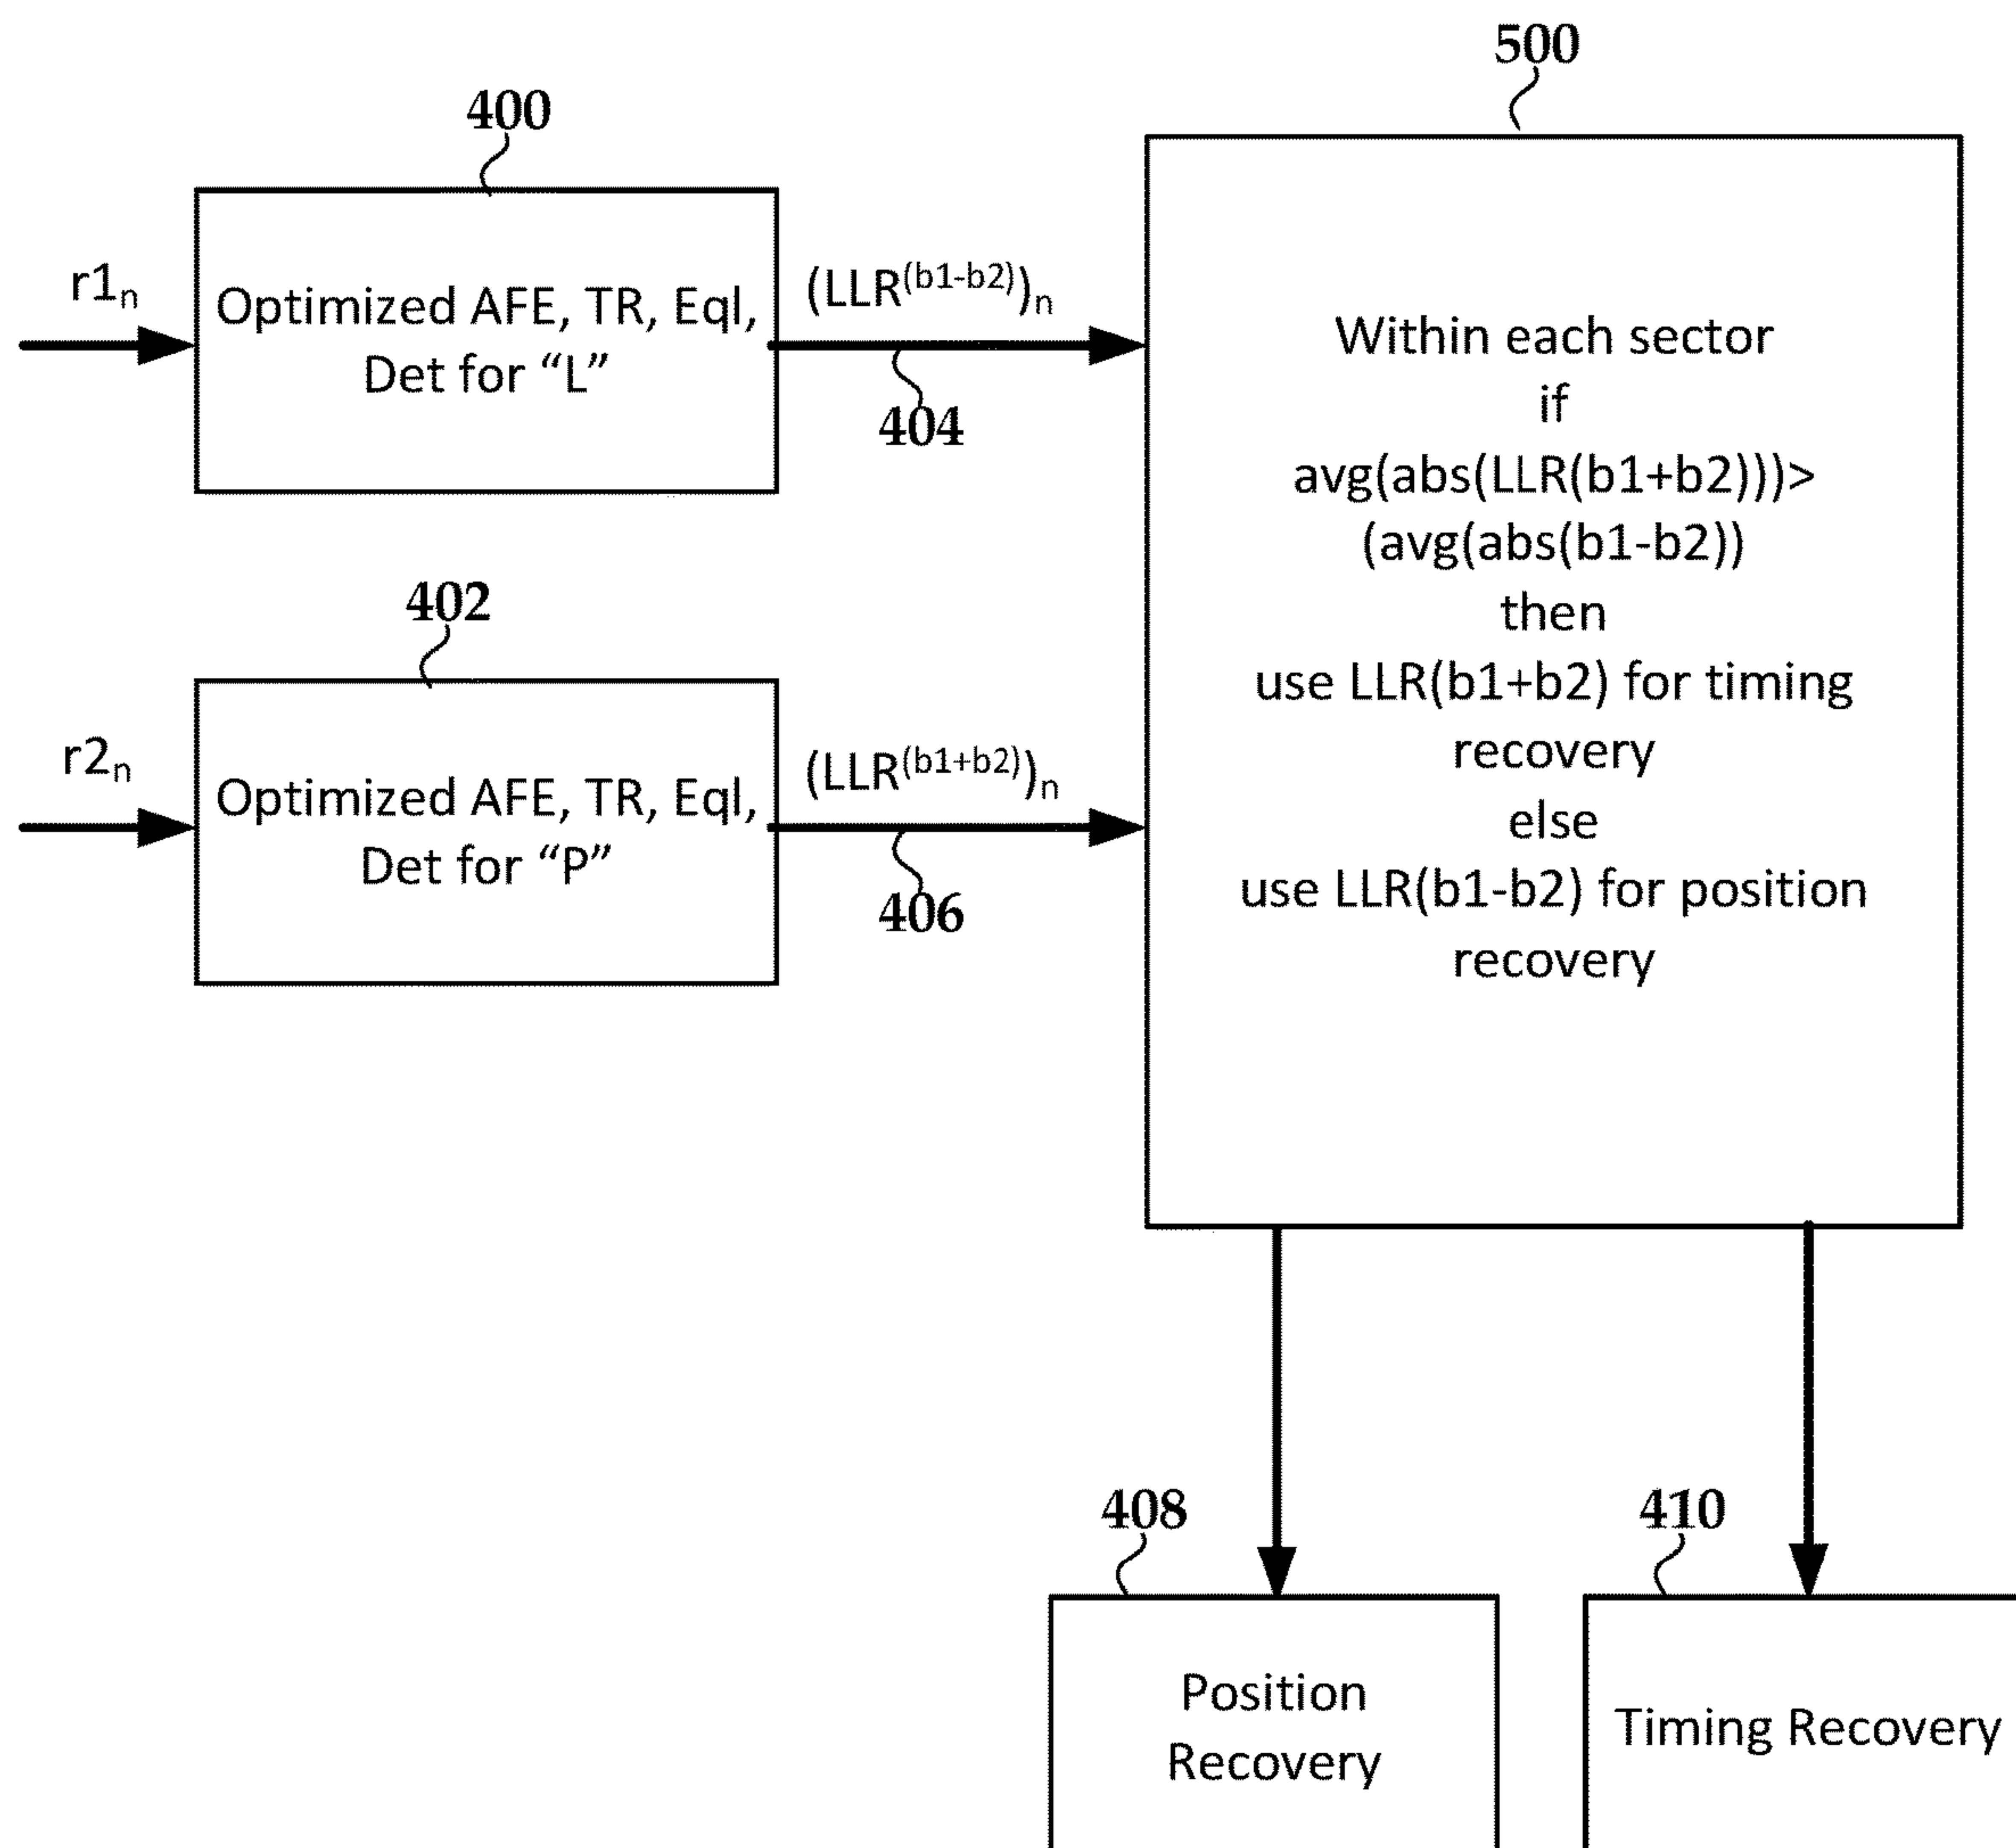 500
400
r1n
Optimized AFE, TR, Eql,
Det for “L”
(LLR(b1-b2))n
404
402
r2n
Optimized AFE, TR, Eql,
Det for “P”
(LLR(b1+b2))n
406
Within each sector
if
avg(abs(LLR(b1+b2)))>
(avg(abs(b1-b2))
then
use LLR(b1+b2) for timing
recovery
else
use LLR(b1-b2) for position
recovery
408
Position
Recovery
410
Timing Recovery